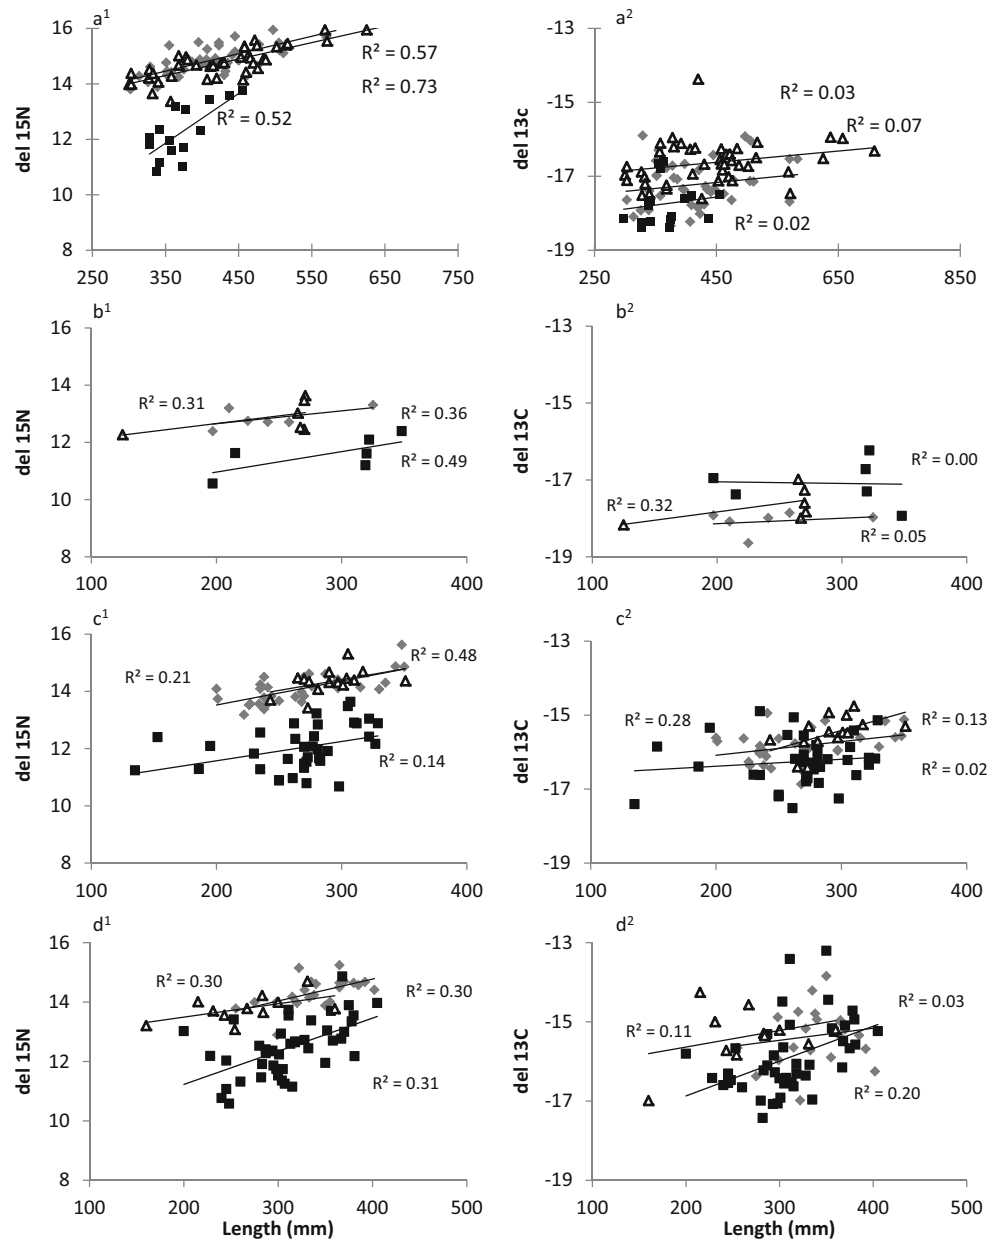 a¹
del 15N
16
14
12
10
8
R² = 0.57
R² = 0.73
R² = 0.52
250 350 450 550 650 750
a²
del 13c
-13
-15
-17
-19
R² = 0.03
R² = 0.07
R² = 0.02
250 450 650 850
b¹
del 15N
16
14
12
10
8
R² = 0.31
R² = 0.36
R² = 0.49
100 200 300 400
b²
del 13C
-13
-15
-17
-19
R² = 0.00
R² = 0.32
R² = 0.05
100 200 300 400
c¹
del 15N
16
14
12
10
8
R² = 0.48
R² = 0.21
R² = 0.14
100 200 300 400
c²
del 13C
-13
-15
-17
-19
R² = 0.28
R² = 0.13
R² = 0.02
100 200 300 400
d¹
del 15N
16
14
12
10
8
R² = 0.30
R² = 0.30
R² = 0.31
100 200 300 400 500
Length (mm)
d²
del 13C
-13
-15
-17
-19
R² = 0.03
R² = 0.11
R² = 0.20
100 200 300 400 500
Length (mm)